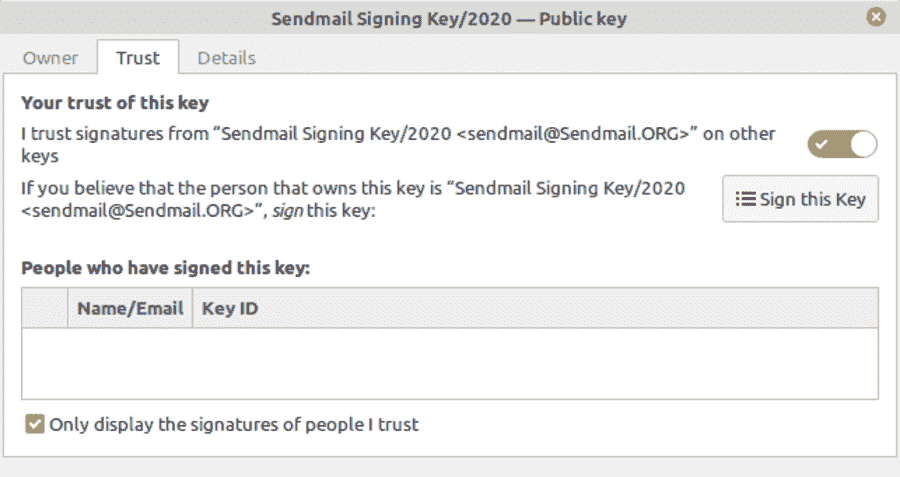 Sendmail Signing Key/2020 — Public key
Owner Trust Details
Your trust of this key
I trust signatures from “Sendmail Signing Key/2020 <sendmail@Sendmail.ORG>” on other
keys
If you believe that the person that owns this key is “Sendmail Signing Key/2020
<sendmail@Sendmail.ORG>”, sign this key:
Sign this Key
People who have signed this key:
Name/Email Key ID
Only display the signatures of people I trust